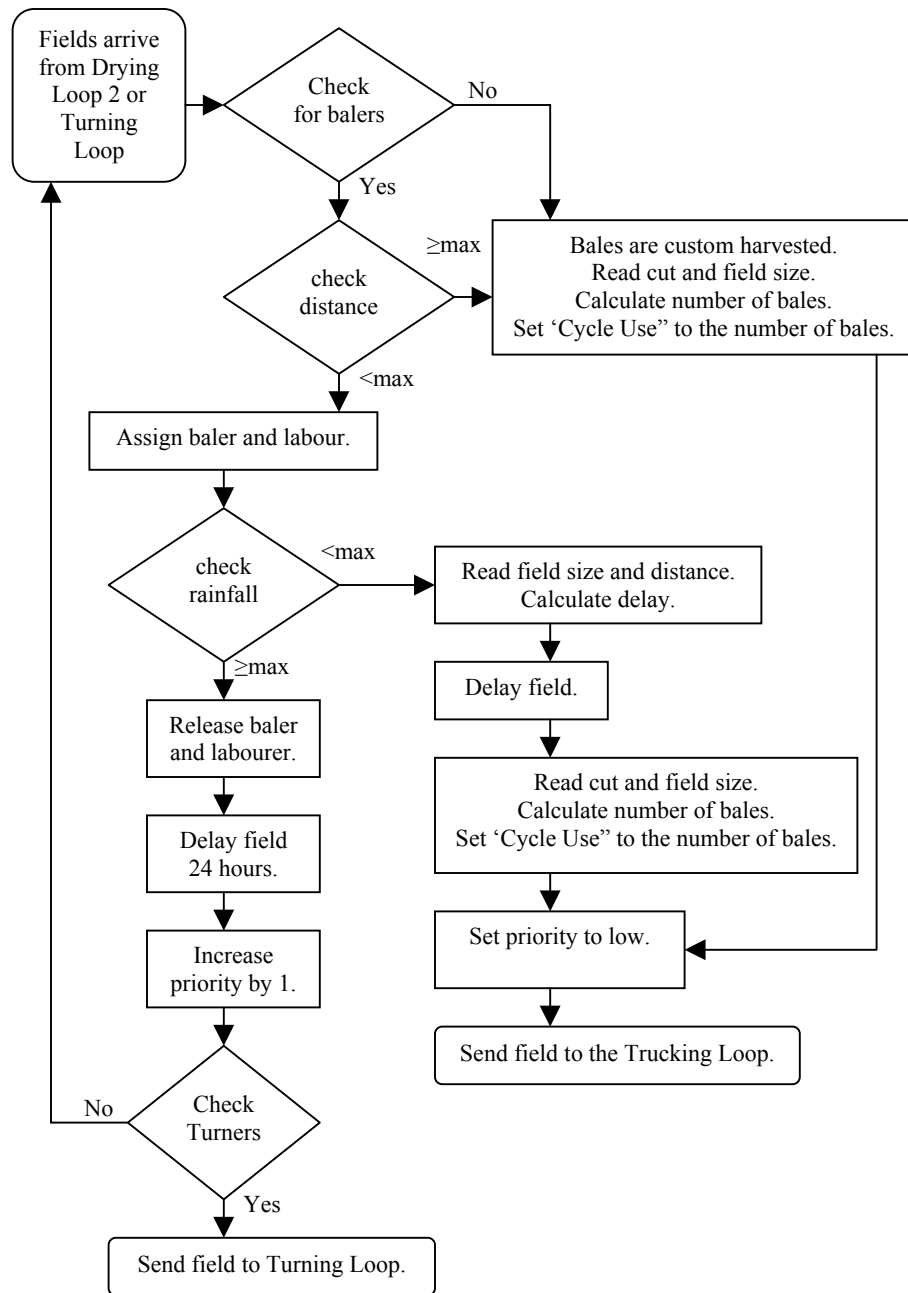 Fields arrive
from Drying
Loop 2 or
Turning
Loop
Check
for balers
No
Yes
check
distance
≥max
<max
Bales are custom harvested.
Read cut and field size.
Calculate number of bales.
Set ‘Cycle Use” to the number of bales.
Assign baler and labour.
check
rainfall
<max
≥max
Read field size and distance.
Calculate delay.
Delay field.
Read cut and field size.
Calculate number of bales.
Set ‘Cycle Use” to the number of bales.
Set priority to low.
Send field to the Trucking Loop.
Release baler
and labourer.
Delay field
24 hours.
Increase
priority by 1.
Check
Turners
No
Yes
Send field to Turning Loop.